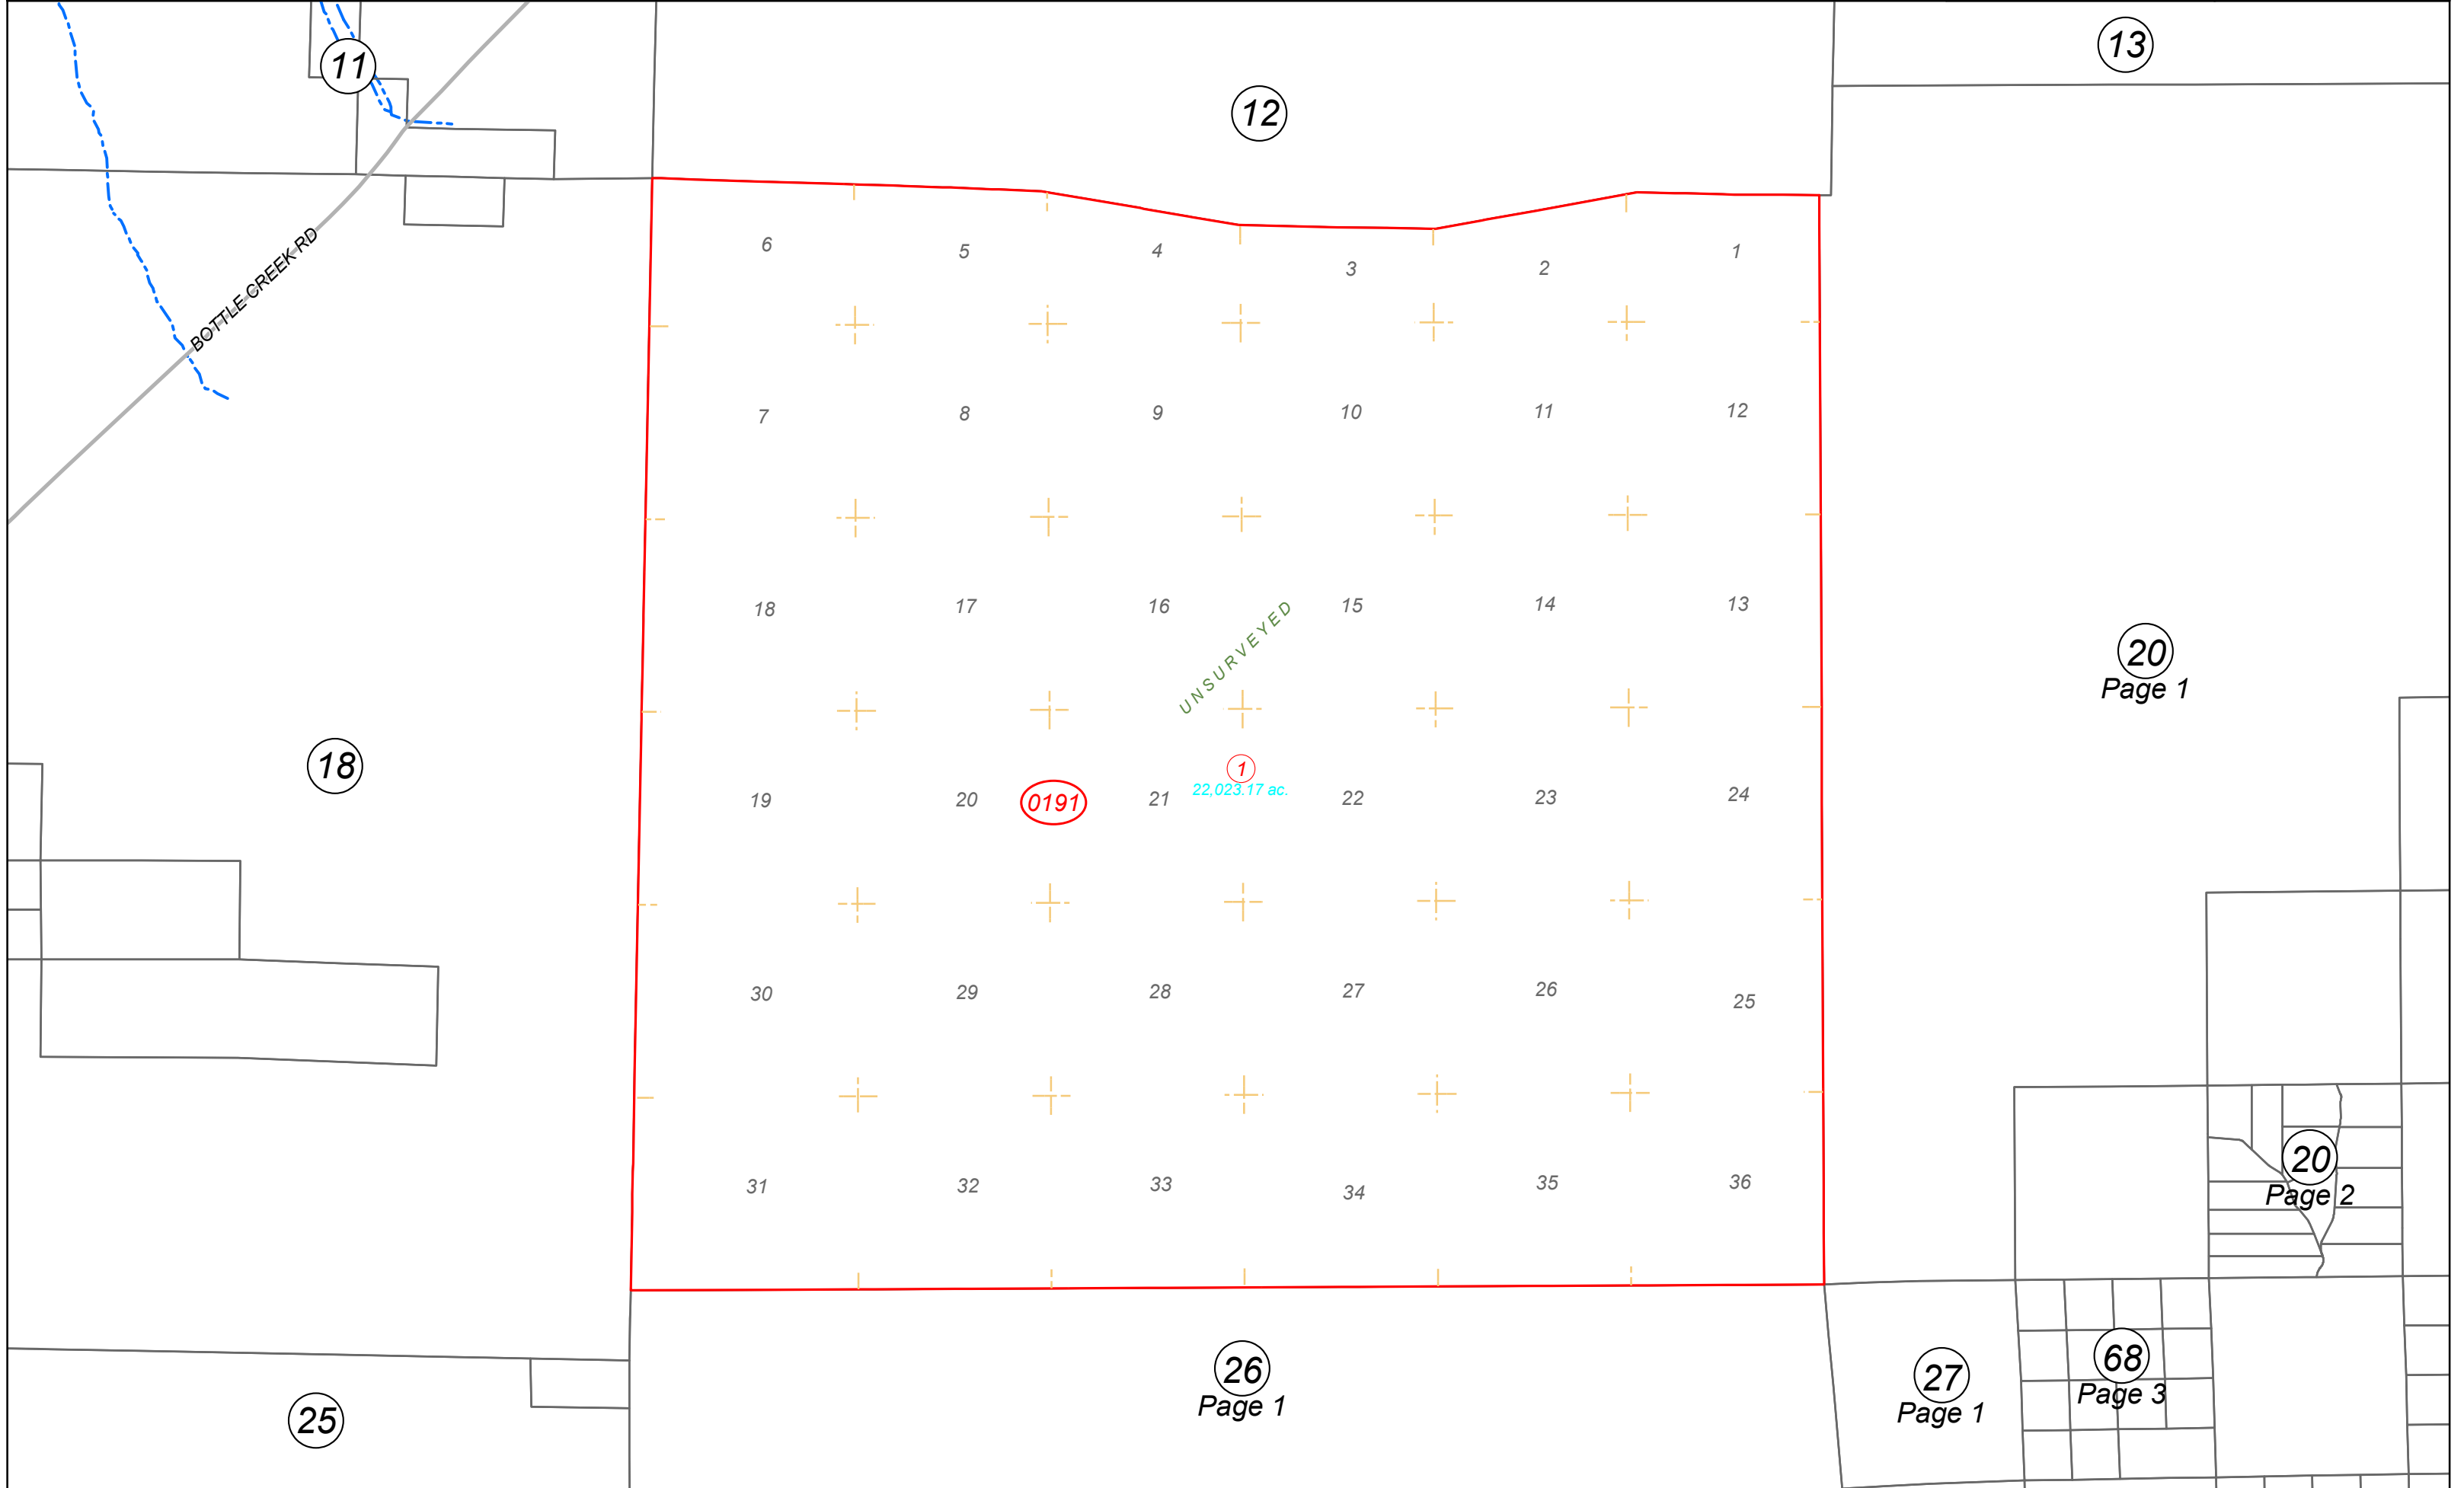 13
11
12
BOTTLE CREEK RD
6 5 4 3 2 1
7 8 9 10 11 12
18 17 16 15 14 13
UNSURVEYED
20
Page 1
18
1
22,023.17 ac.
19 20 0191 21 22 23 24
30 29 28 27 26 25
31 32 33 34 35 36
20
Page 2
26
Page 1
27
Page 1
68
Page 3
25